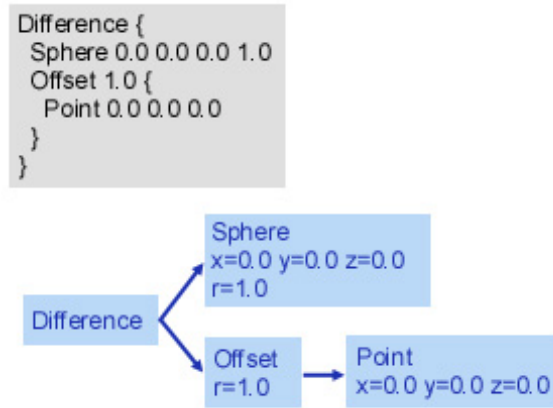 Difference {
Sphere 0.0 0.0 0.0 1.0
Offset 1.0 {
Point 0.0 0.0 0.0
}
}
Sphere
x=0.0 y=0.0 z=0.0
r=1.0
Difference
Offset
r=1.0
Point
x=0.0 y=0.0 z=0.0